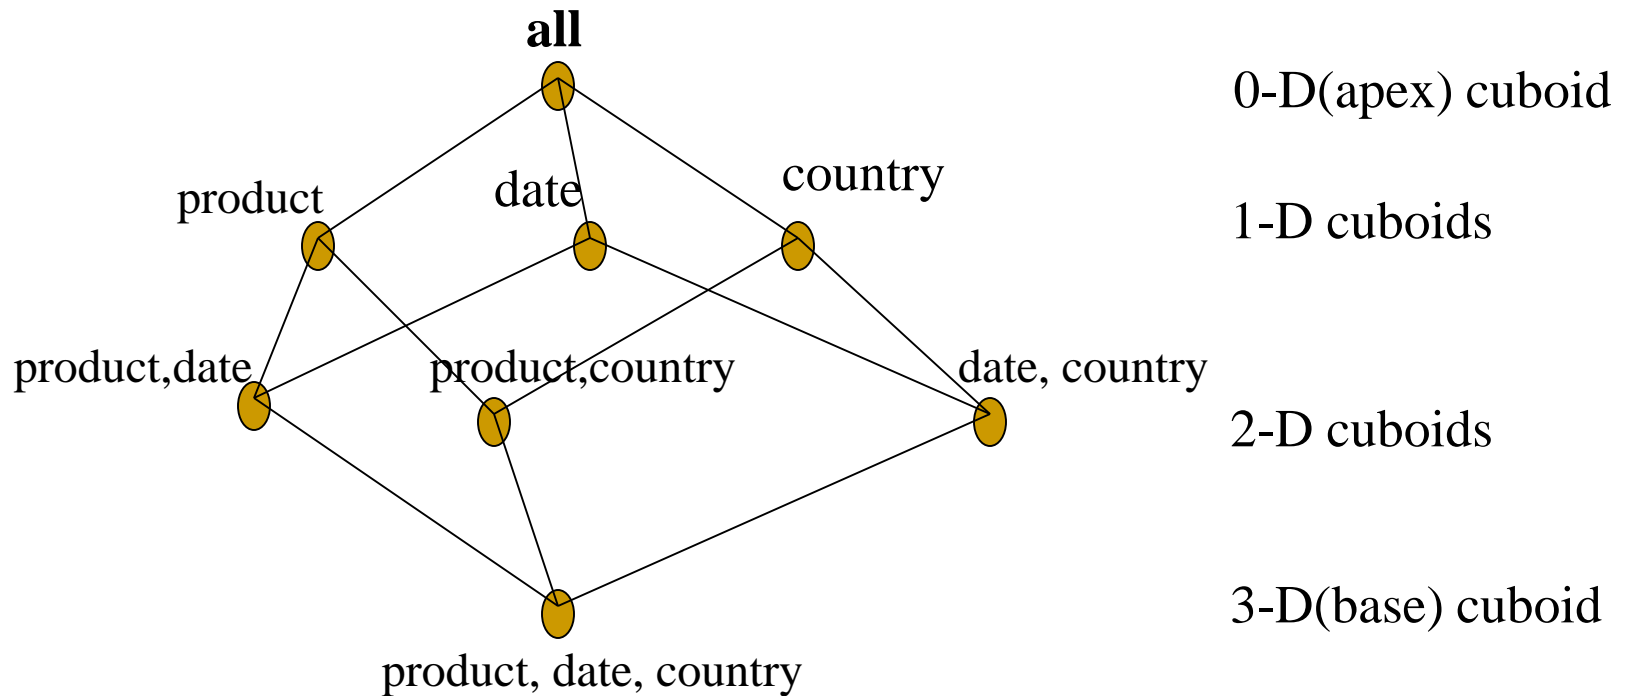 all
0-D(apex) cuboid
product
date
country
1-D cuboids
product,date
product,country
date, country
2-D cuboids
3-D(base) cuboid
product, date, country